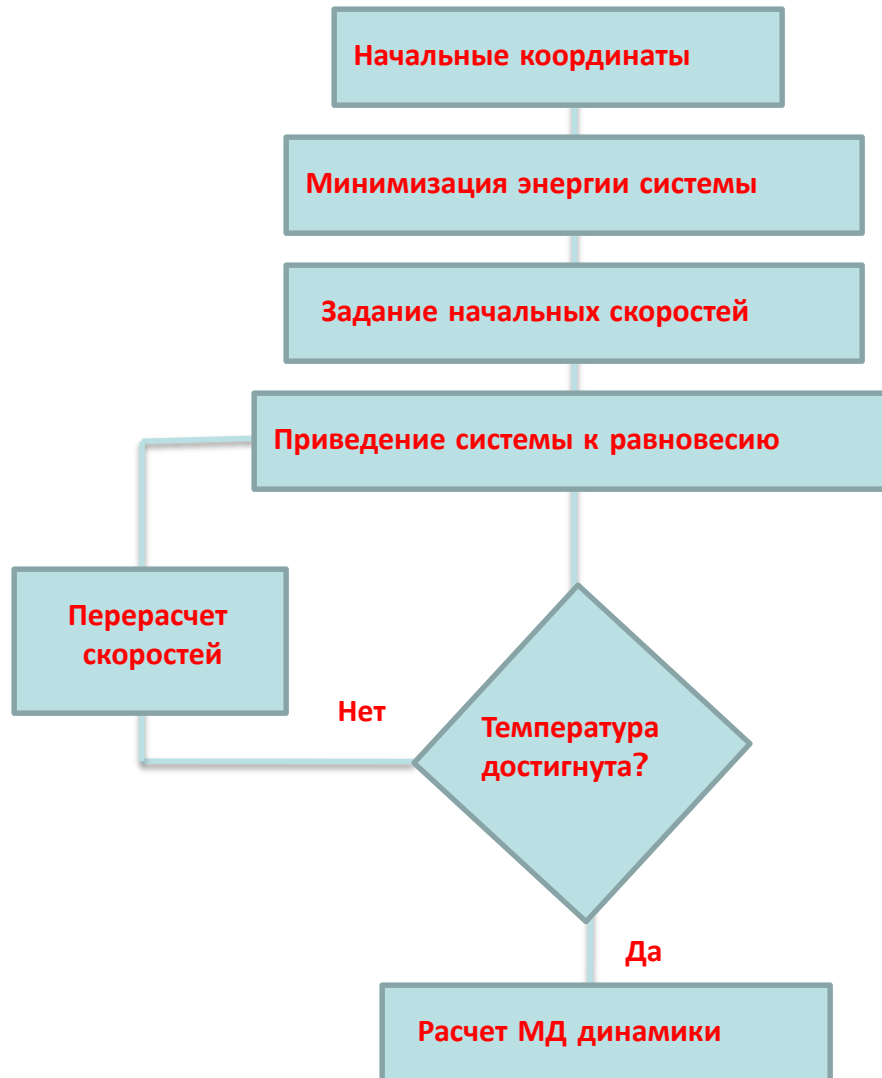 Начальные координаты
Минимизация энергии системы
Задание начальных скоростей
Приведение системы к равновесию
Перерасчет
скоростей
Нет
Температура
достигнута?
Да
Расчет МД динамики